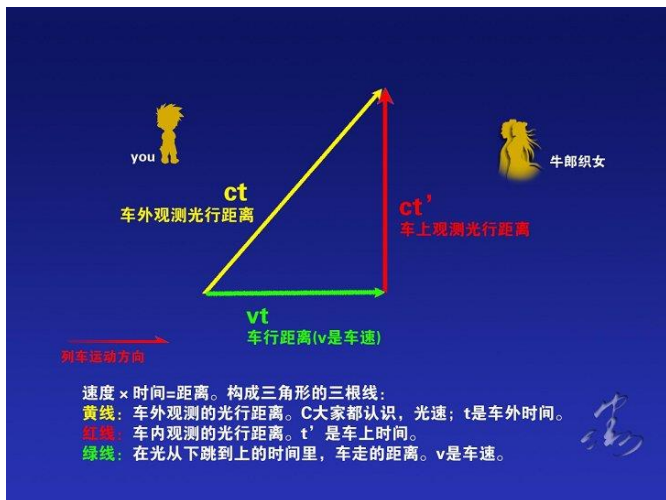 you
牛郎织女
ct
车外观测光行距离
ct’
车上观测光行距离
vt
车行距离(v是车速)
列车运动方向
速度×时间=距离。构成三角形的三根线：
黄线：车外观测的光行距离。C大家都认识，光速；t是车外时间。
红线：车内观测的光行距离。t’是车上时间。
绿线：在光从下跳到上的时间里，车走的距离。v是车速。